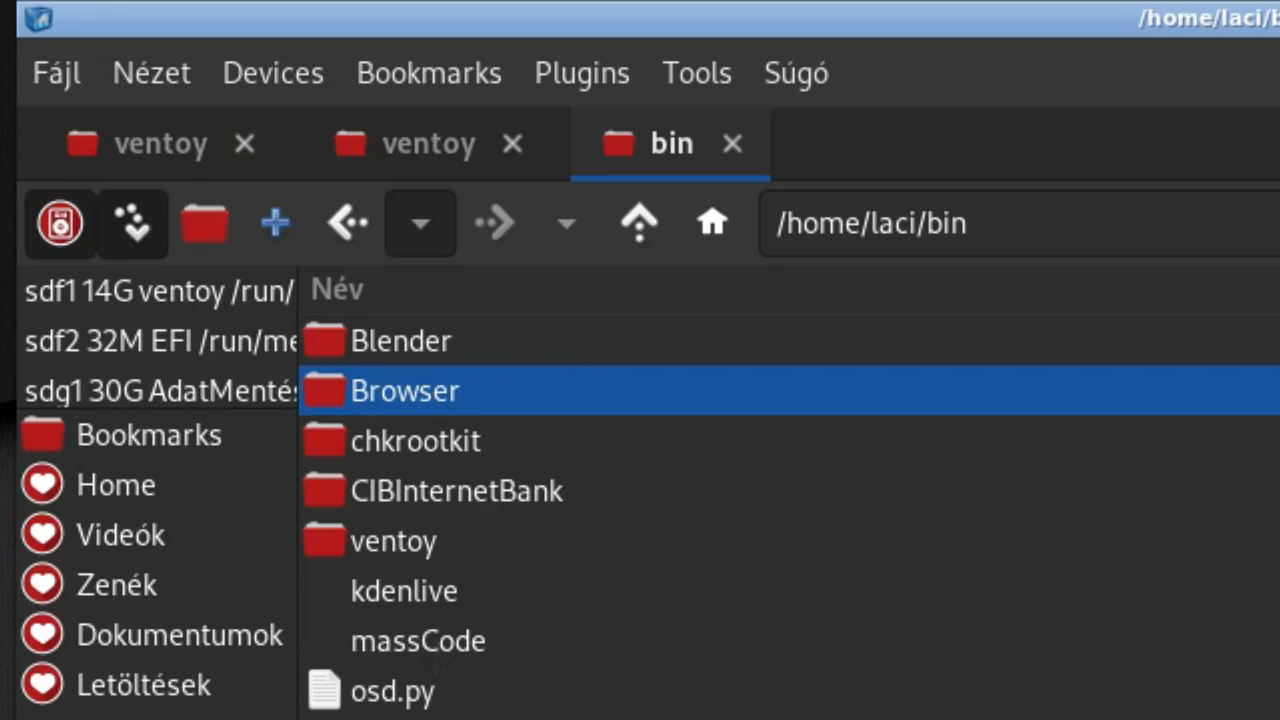 /home/laci/b
Fájl Nézet Devices Bookmarks Plugins Tools Súgó
ventoy ventoy bin
/home/laci/bin
sdf1 14G ventoy /run/
sdf2 32M EFI /run/me
sdg1 30G AdatMentés
Bookmarks
Home
Videók
Zenék
Dokumentumok
Letöltések
Név
Blender
Browser
chkrootkit
CIBInternetBank
ventoy
kdenlive
massCode
osd.py